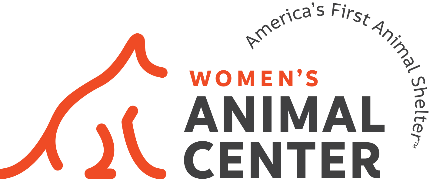 America's First Animal Shelter™
WOMEN'S
ANIMAL
CENTER